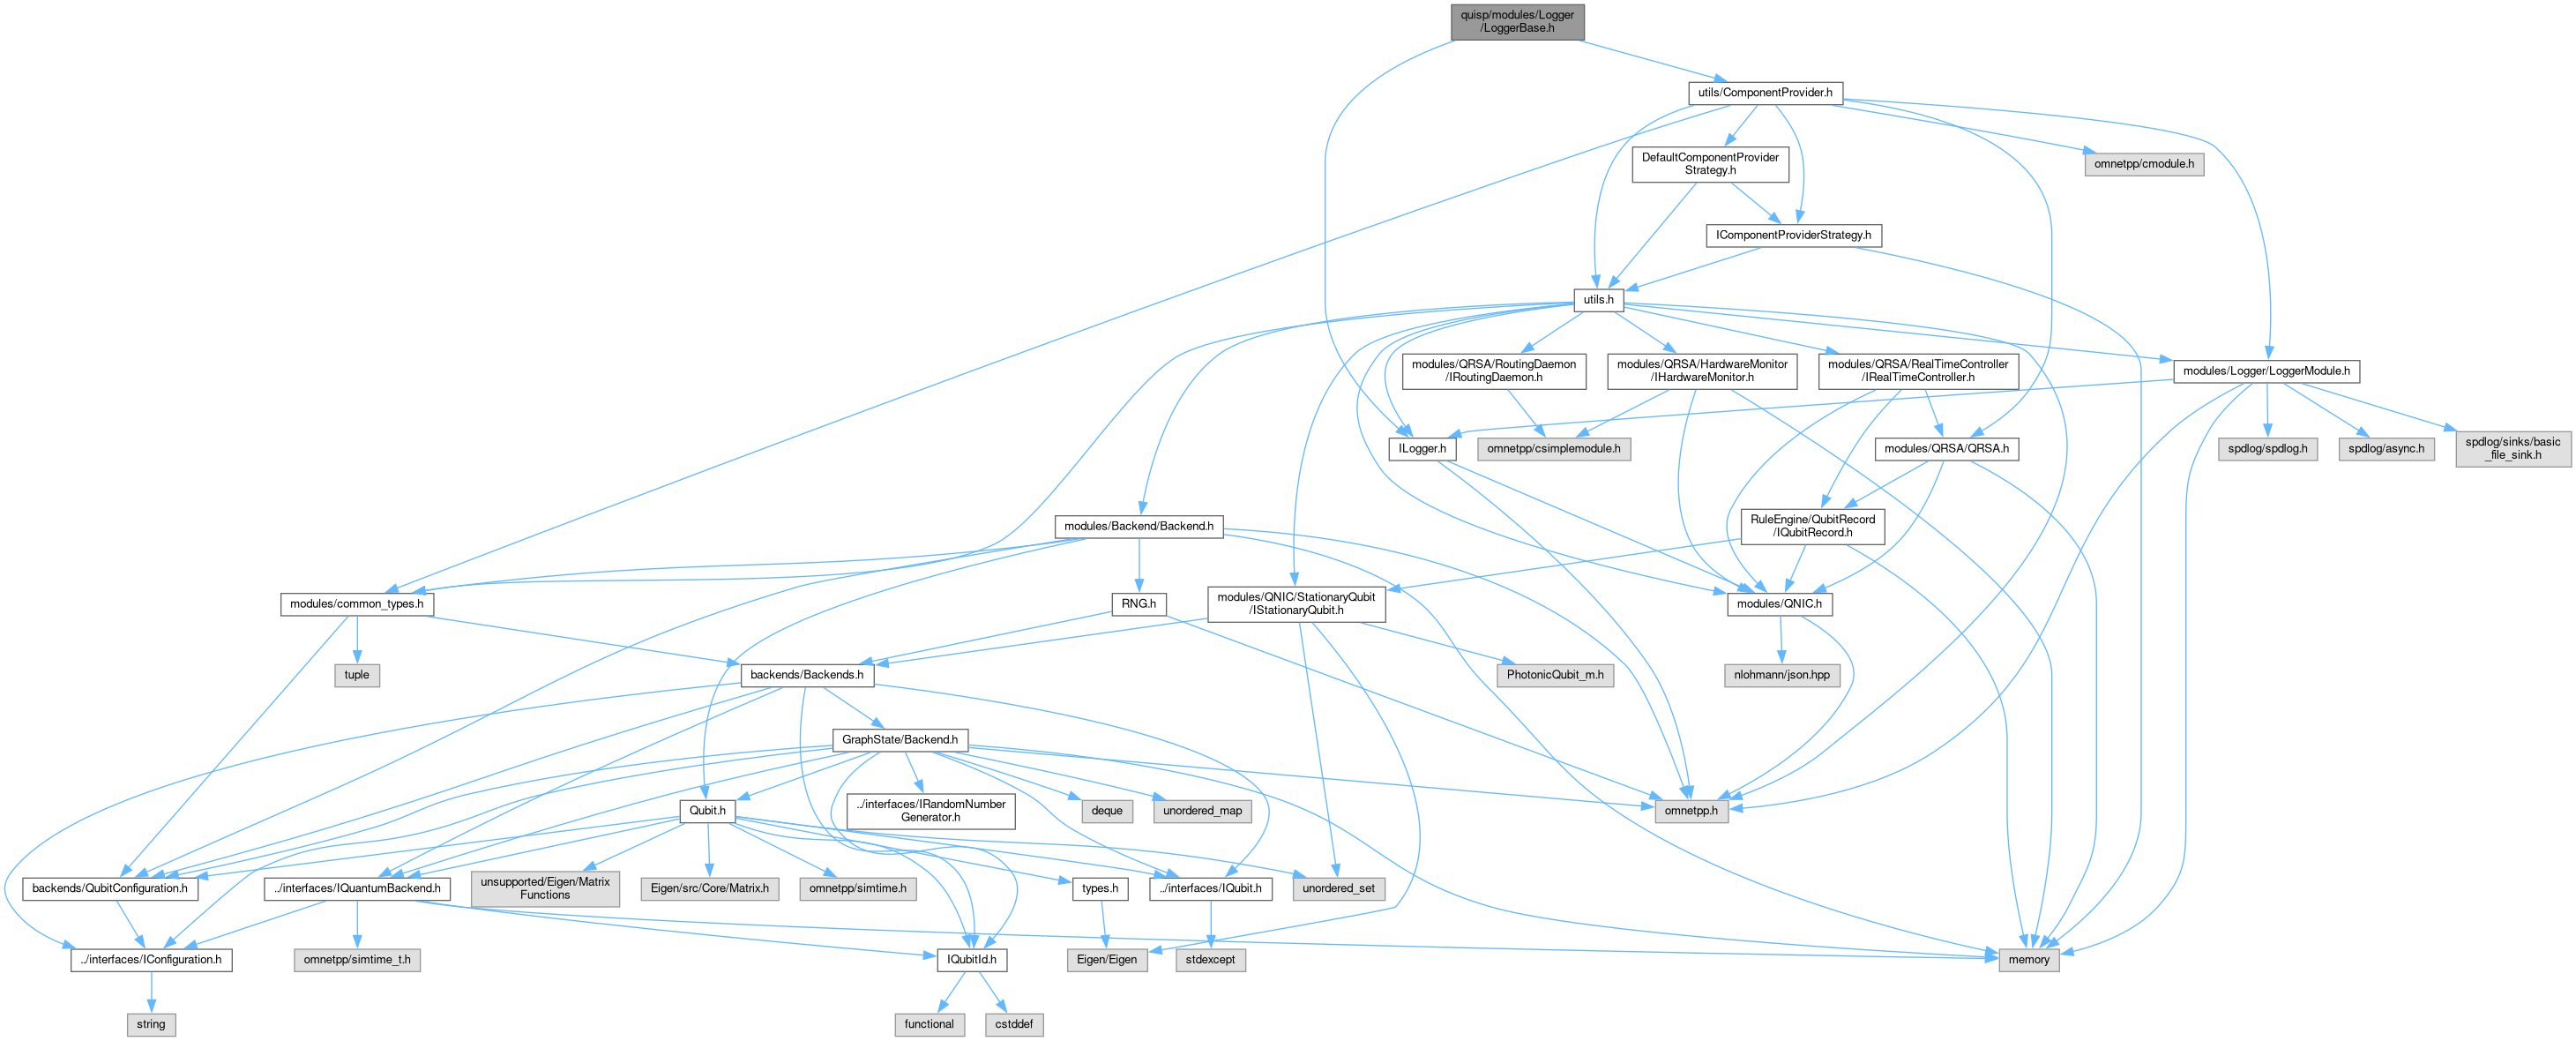 quisp/modules/Logger
/LoggerBase.h
utils/ComponentProvider.h
DefaultComponentProvider
Strategy.h
omnetpp/cmodule.h
IComponentProviderStrategy.h
utils.h
modules/QRSA/RoutingDaemon
/IRoutingDaemon.h
modules/QRSA/HardwareMonitor
/IHardwareMonitor.h
modules/QRSA/RealTimeController
/IRealTimeController.h
modules/Logger/LoggerModule.h
ILogger.h
omnetpp/csimplemodule.h
modules/QRSA/QRSA.h
spdlog/spdlog.h
spdlog/async.h
spdlog/sinks/basic
_file_sink.h
modules/Backend/Backend.h
RuleEngine/QubitRecord
/IQubitRecord.h
modules/common_types.h
RNG.h
modules/QNIC/StationaryQubit
/IStationaryQubit.h
modules/QNIC.h
tuple
backends/Backends.h
PhotonicQubit_m.h
nlohmann/json.hpp
GraphState/Backend.h
Qubit.h
../interfaces/IRandomNumber
Generator.h
deque
unordered_map
omnetpp.h
backends/QubitConfiguration.h
../interfaces/IQuantumBackend.h
unsupported/Eigen/Matrix
Functions
Eigen/src/Core/Matrix.h
omnetpp/simtime.h
types.h
../interfaces/IQubit.h
unordered_set
../interfaces/IConfiguration.h
omnetpp/simtime_t.h
IQubitId.h
Eigen/Eigen
stdexcept
memory
string
functional
cstddef